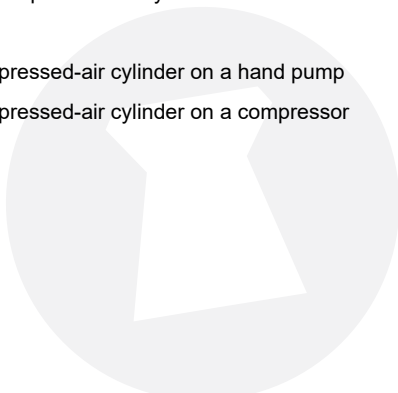 pressed-air cylinder on a hand pump
pressed-air cylinder on a compressor